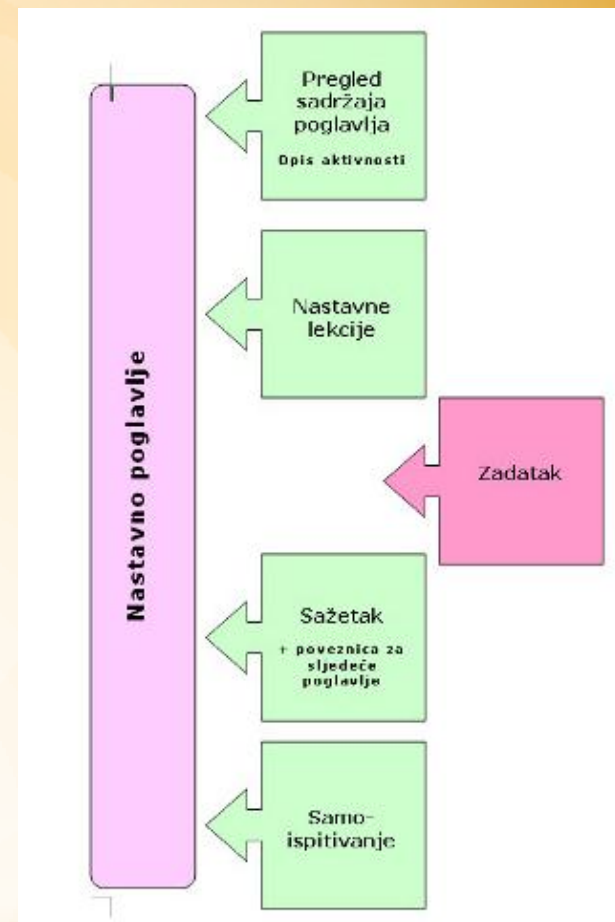 Nastavno poglavlje
Pregled
sadržaja
poglavlja
Opis aktivnosti
Nastavne
lekcije
Zadatak
Sažetak
+ poveznica za
sljedeće
poglavlje
Samo-
ispitivanje